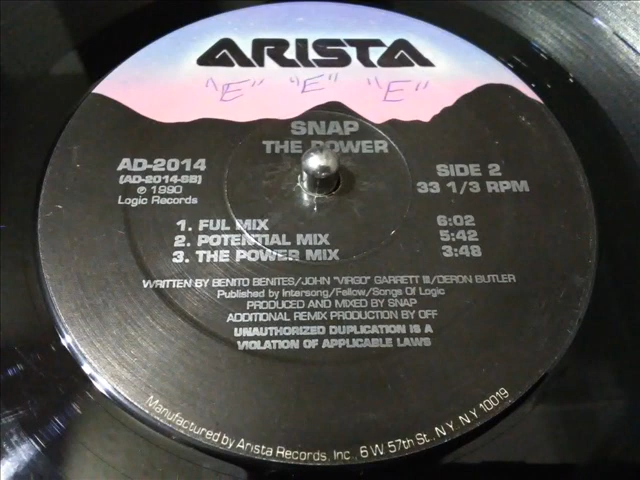 ARISTA
"E" "E" "E"
SNAP
THE POWER
AD-2014
(AD-2014-SB)
℗ 1990
Logic Records
SIDE 2
33 1/3 RPM
1. FUL MIX 6:02
2. POTENTIAL MIX 5:42
3. THE POWER MIX 3:48
WRITTEN BY BENITO BENITES/JOHN "VIRGO" GARRETT III/DERON BUTLER
Published by Intersong/Fellow/Songs Of Logic
PRODUCED AND MIXED BY SNAP
ADDITIONAL REMIX PRODUCTION BY OFF
UNAUTHORIZED DUPLICATION IS A
VIOLATION OF APPLICABLE LAWS
Manufactured by Arista Records, Inc., 6 W. 57th St., N.Y. N.Y. 10019